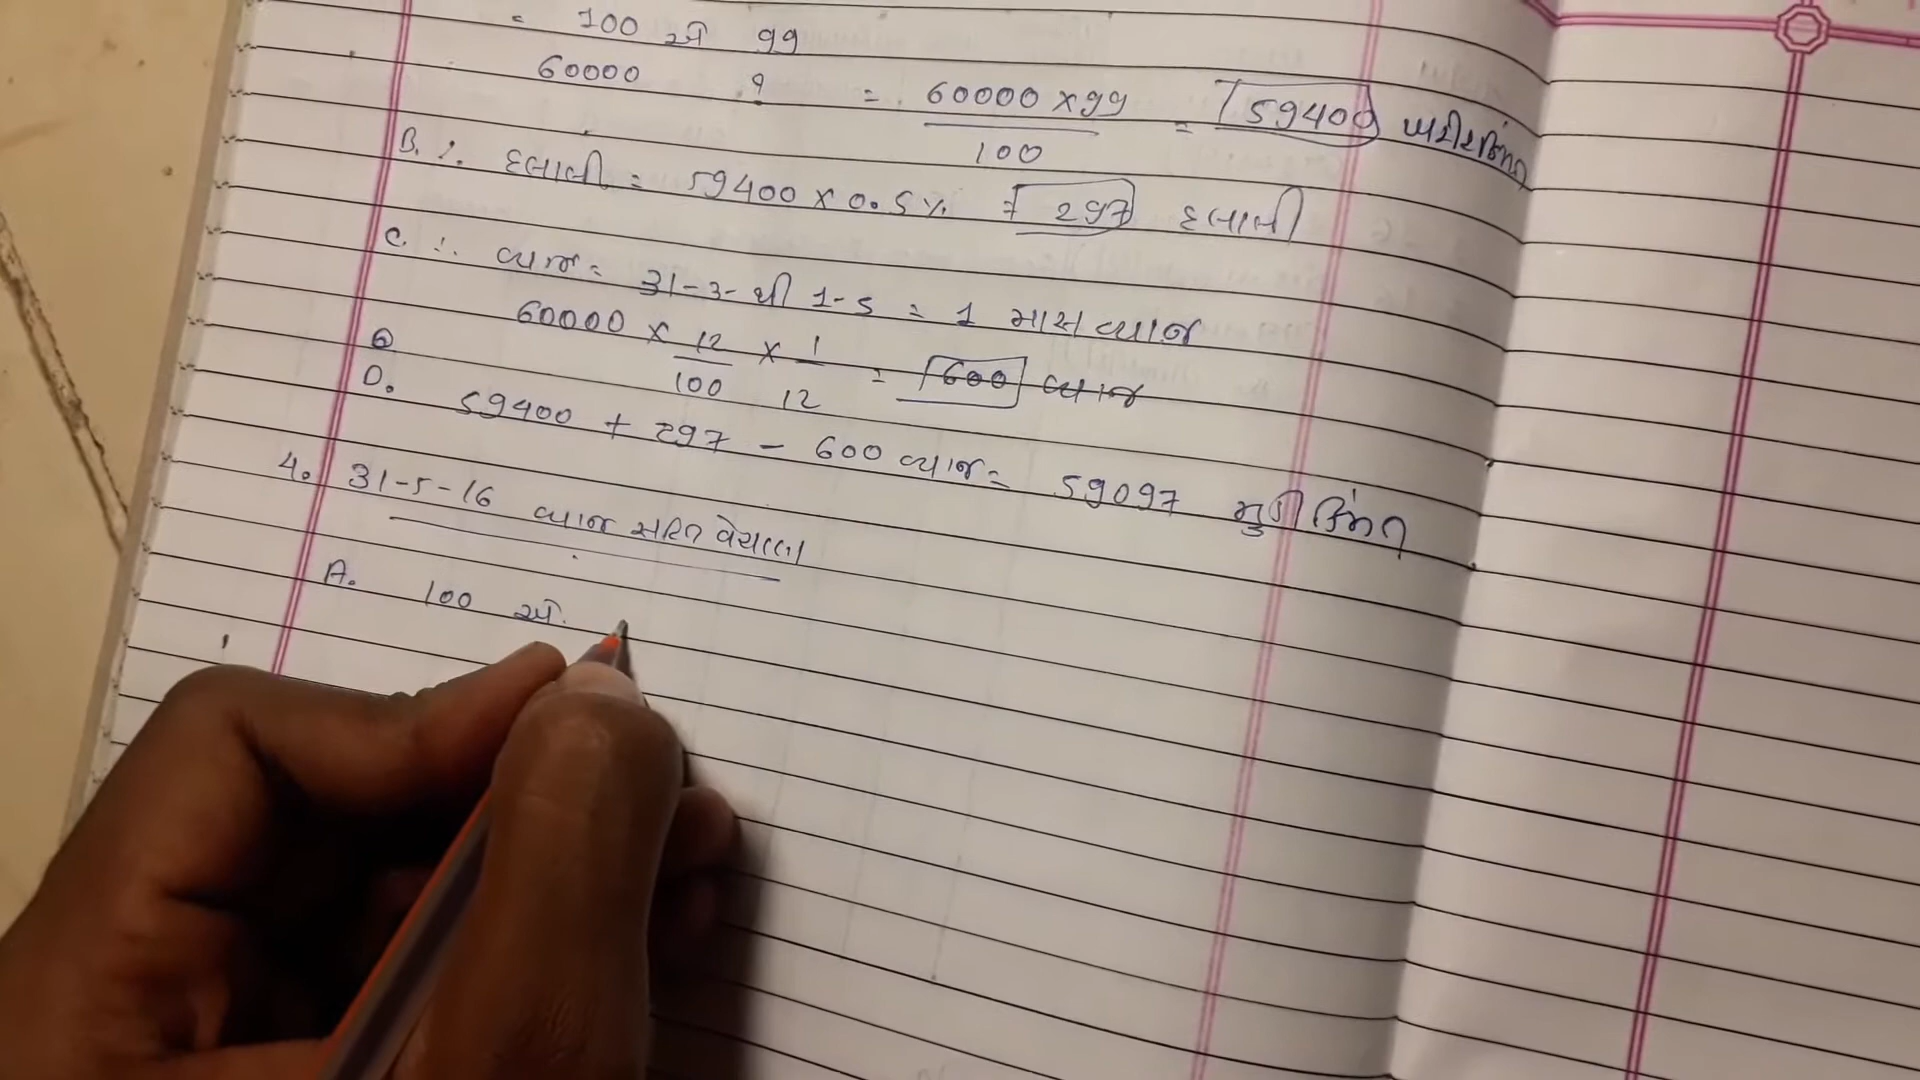 = 100 એ 99
60000 ? = 60000 × 99 / 100 = 59400 ખરીદકિંમત
B. ∴ દલાલી = 59400 × 0.5% = 297 દલાલી
C. ∴ વ્યાજ = 31-3- થી 1-5 = 1 માસ વ્યાજ
60000 × 12/100 × 1/12 = 600 વ્યાજ
D. 59400 + 297 - 600 વ્યાજ = 59097 મુડી કિંમત
4. 31-5-16 વ્યાજ સહિત વેચાણ
A. 100 એ.